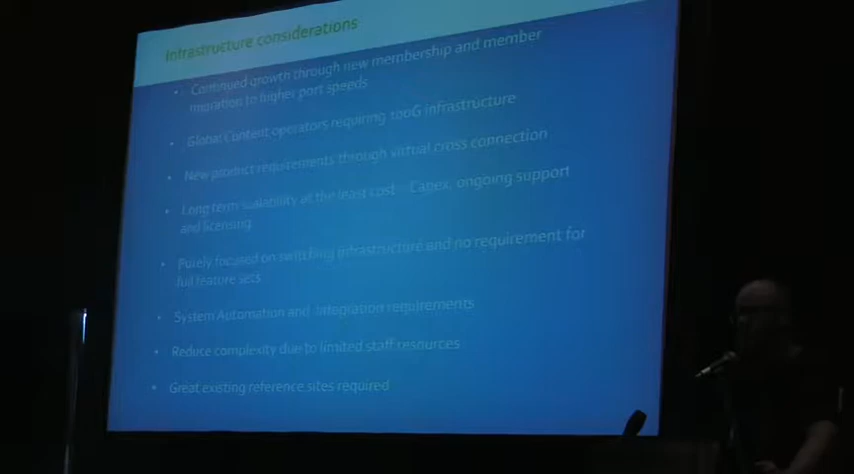 Infrastructure considerations
• Continued growth through new membership and member
migration to higher port speeds
• Global Content operators requiring 100G infrastructure
• New product requirements through virtual cross connection
• Long term scalability at the least cost - Capex, ongoing support
and licensing
• Purely focused on switching infrastructure and no requirement for
full feature sets
• System Automation and integration requirements
• Reduce complexity due to limited staff resources
• Great existing reference sites required